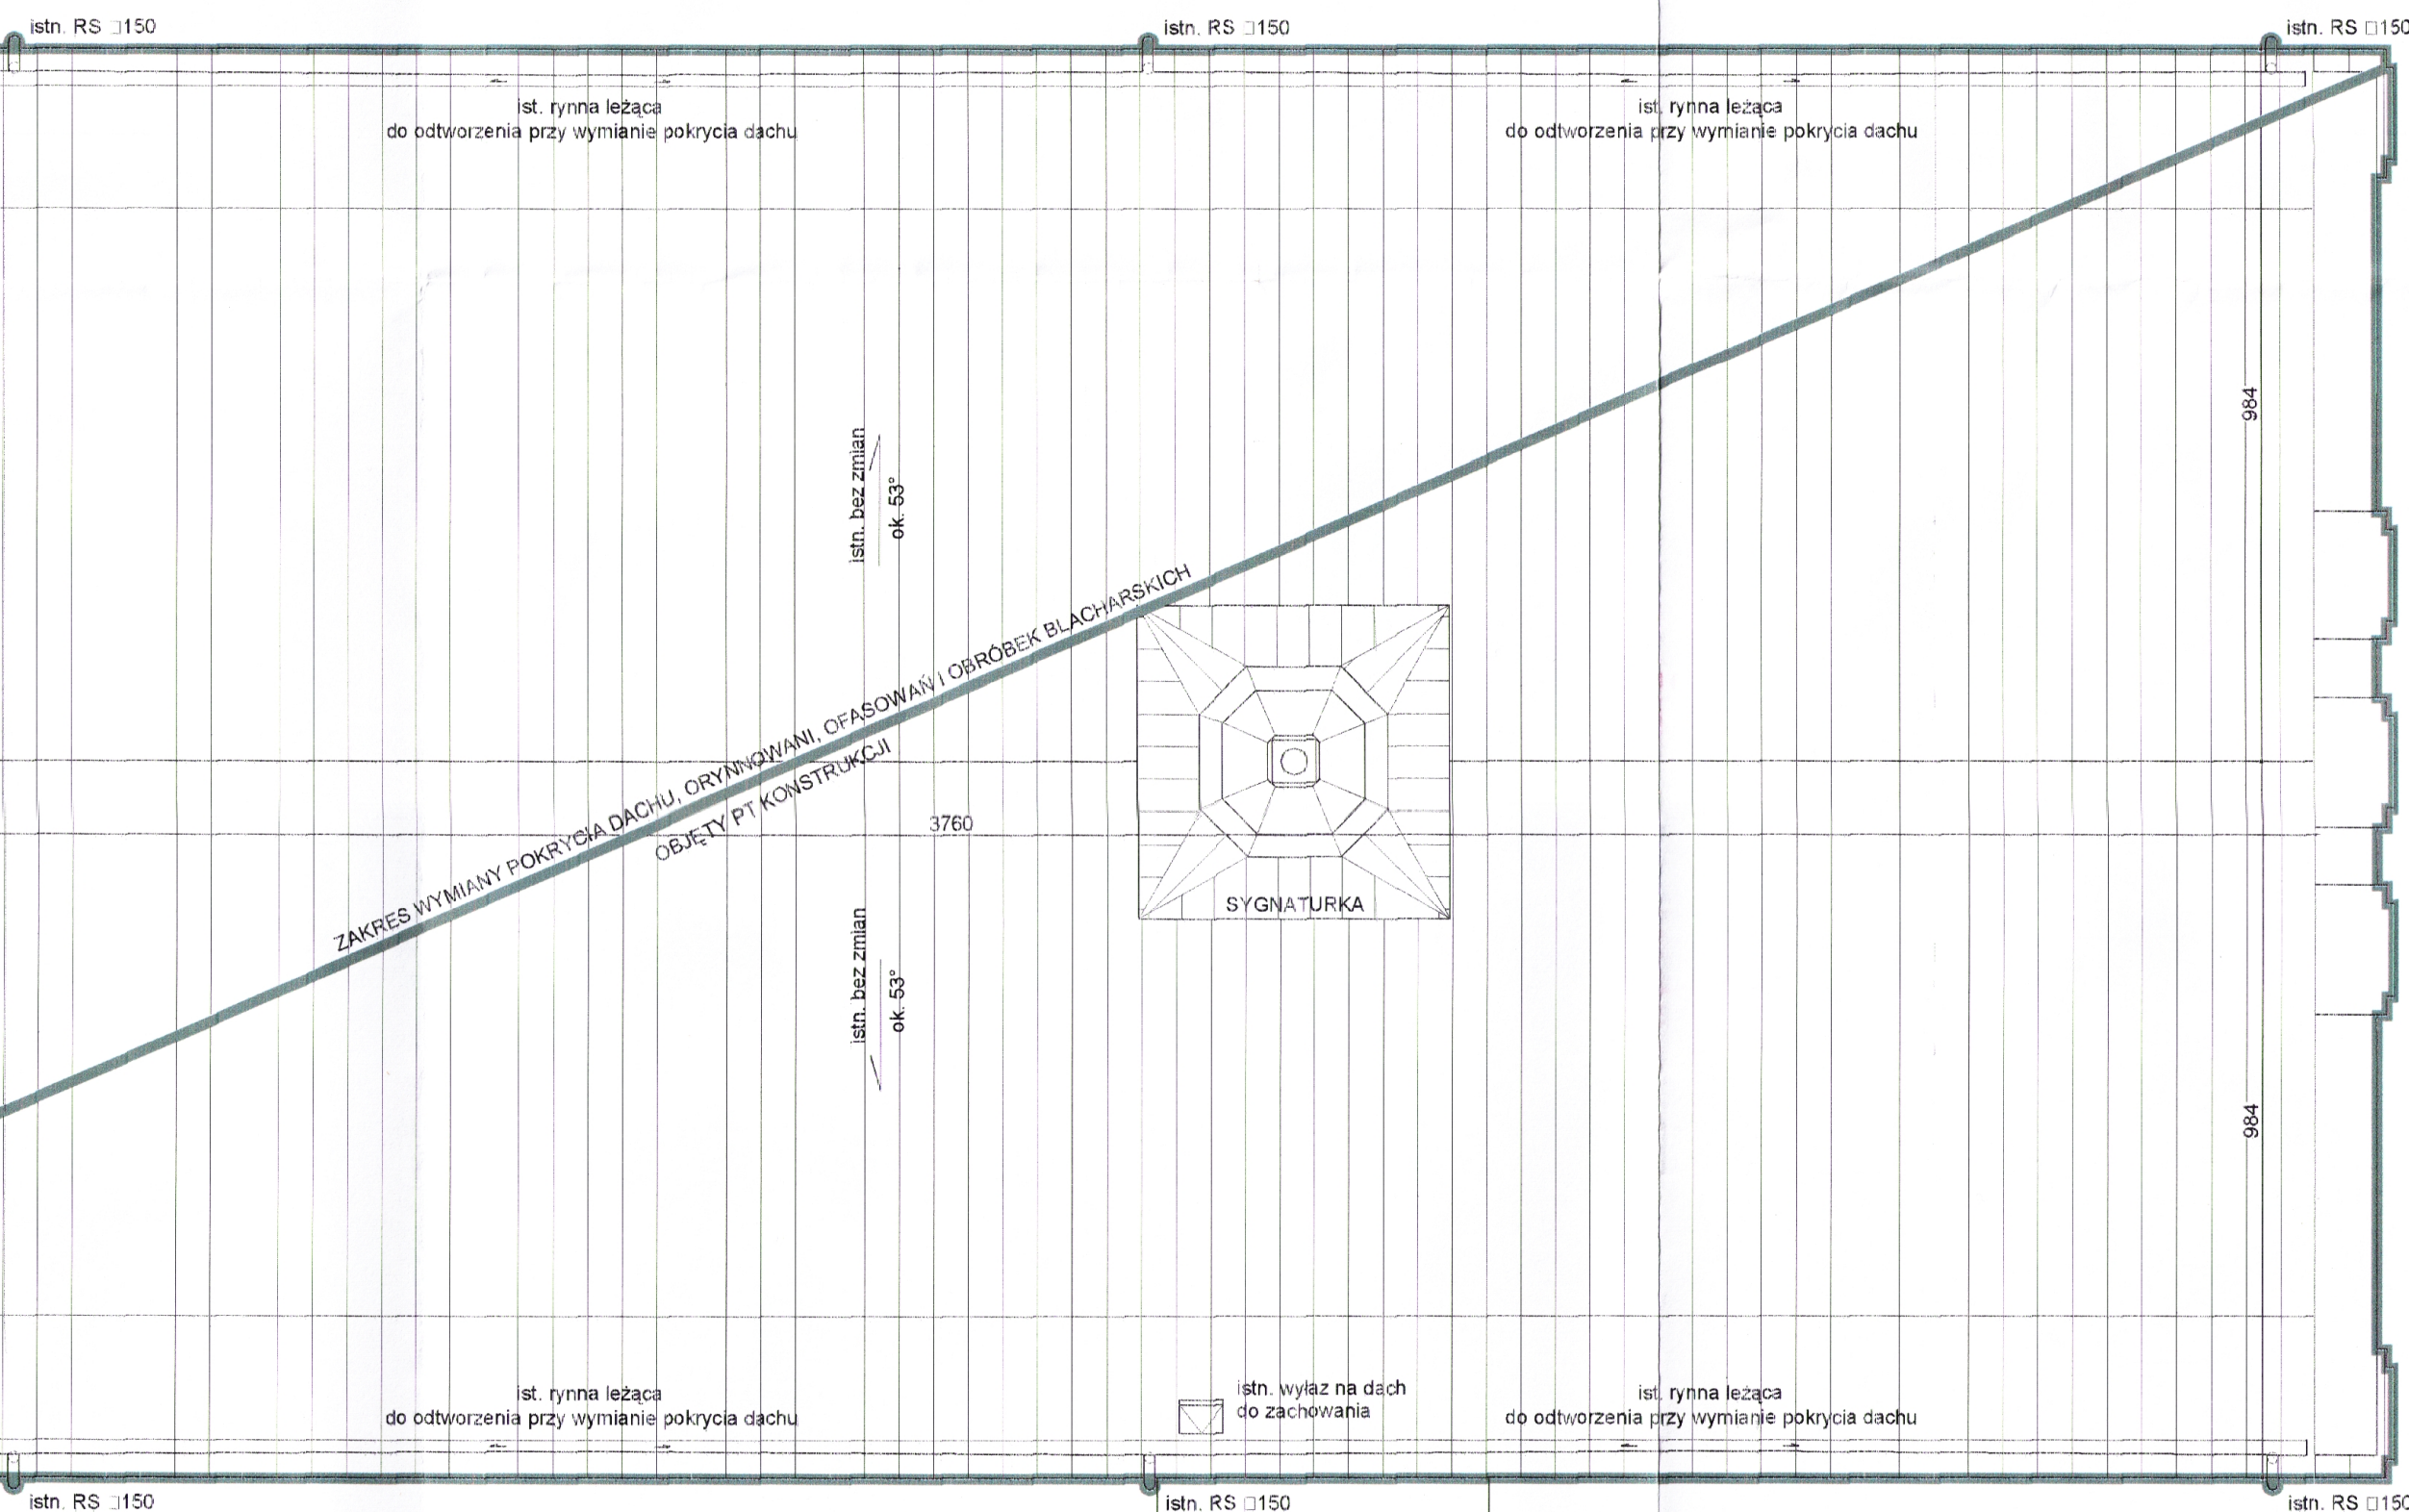 istn. RS □150
istn. RS □150
istn. RS □150
ist. rynna leżąca
do odtworzenia przy wymianie pokrycia dachu
ist. rynna leżąca
do odtworzenia przy wymianie pokrycia dachu
984
istn. bez zmian
ok. 53°
ZAKRES WYMIANY POKRYCIA DACHU, ORYNNOWANI, OFASOWAŃ I OBRÓBEK BLACHARSKICH
OBJĘTY PT KONSTRUKCJI
3760
SYGNATURKA
istn. bez zmian
ok. 53°
984
ist. rynna leżąca
do odtworzenia przy wymianie pokrycia dachu
istn. wyłaz na dach
do zachowania
ist. rynna leżąca
do odtworzenia przy wymianie pokrycia dachu
istn. RS □150
istn. RS □150
istn. RS □150